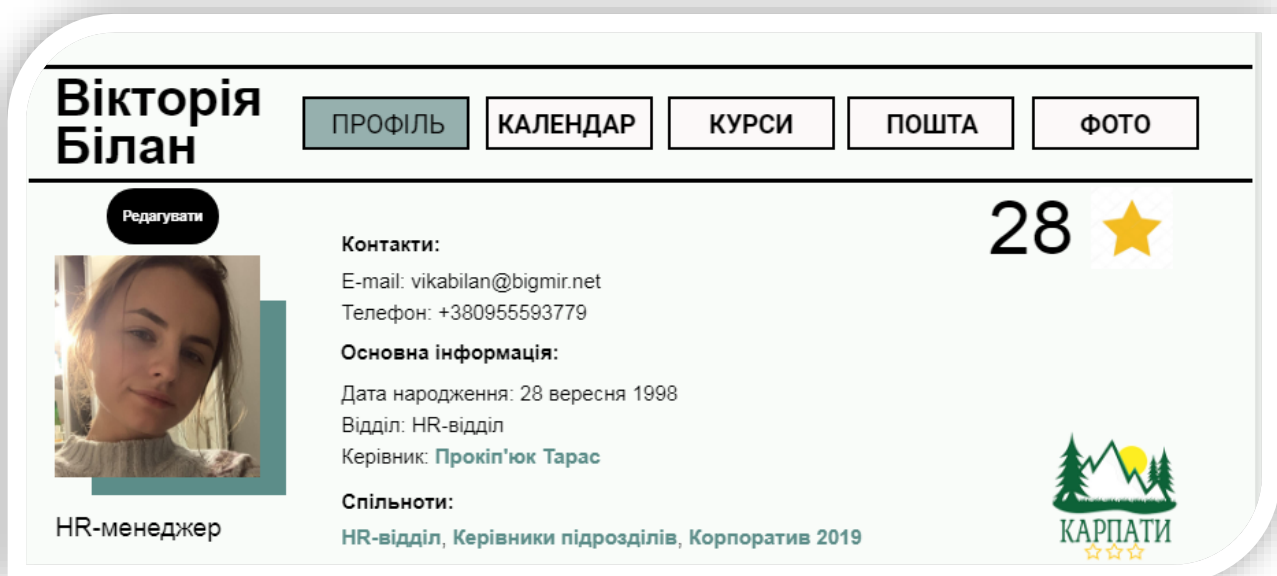 Вікторія
Білан
ПРОФІЛЬ
КАЛЕНДАР
КУРСИ
ПОШТА
ФОТО
Редагувати
28
Контакти:
E-mail: vikabilan@bigmir.net
Телефон: +380955593779
Основна інформація:
Дата народження: 28 вересня 1998
Відділ: HR-відділ
Керівник: Прокіп'юк Тарас
Спільноти:
HR-відділ, Керівники підрозділів, Корпоратив 2019
HR-менеджер
КАРПАТИ